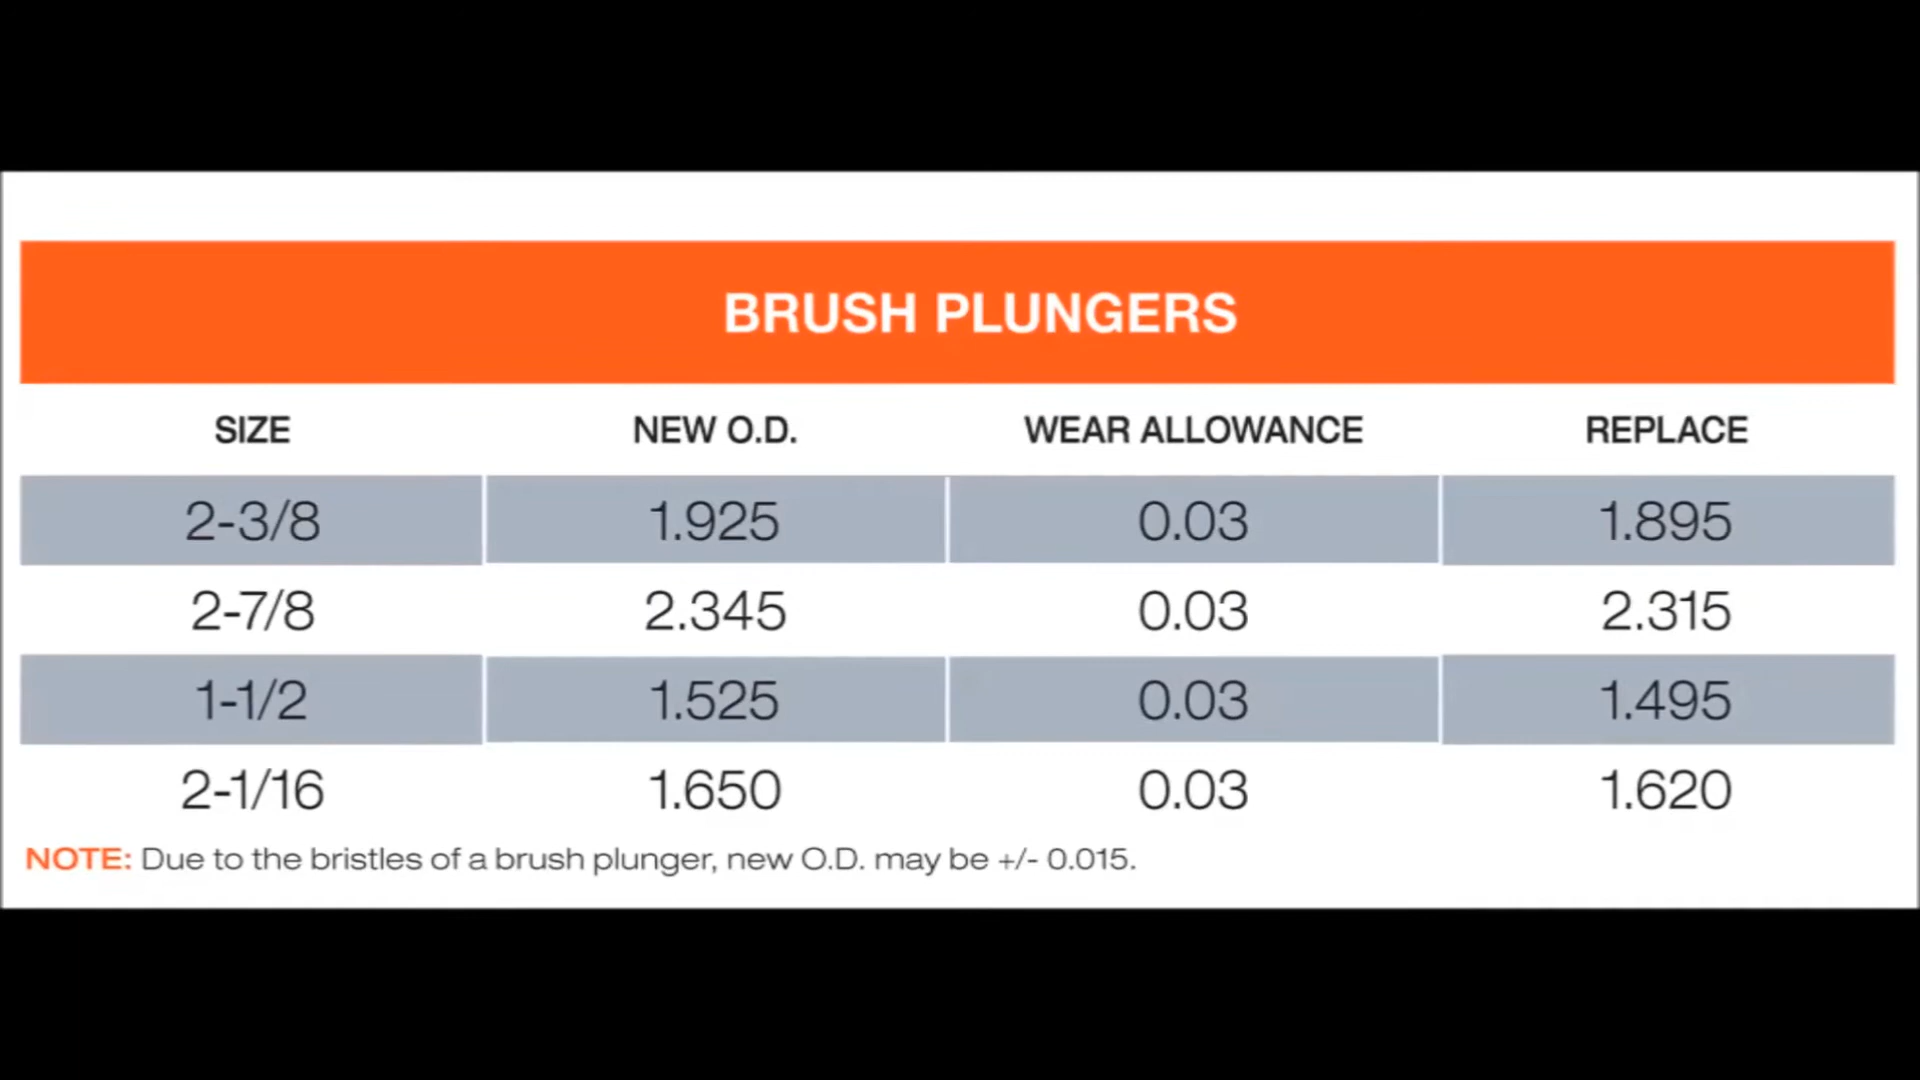 BRUSH PLUNGERS
SIZE NEW O.D. WEAR ALLOWANCE REPLACE
2-3/8 1.925 0.03 1.895
2-7/8 2.345 0.03 2.315
1-1/2 1.525 0.03 1.495
2-1/16 1.650 0.03 1.620
NOTE: Due to the bristles of a brush plunger, new O.D. may be +/- 0.015.